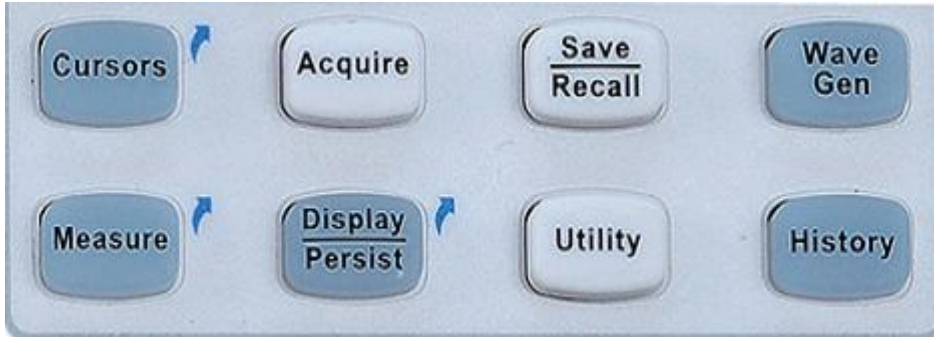 Cursors
Acquire
Save
Recall
Wave
Gen
Measure
Display
Persist
Utility
History